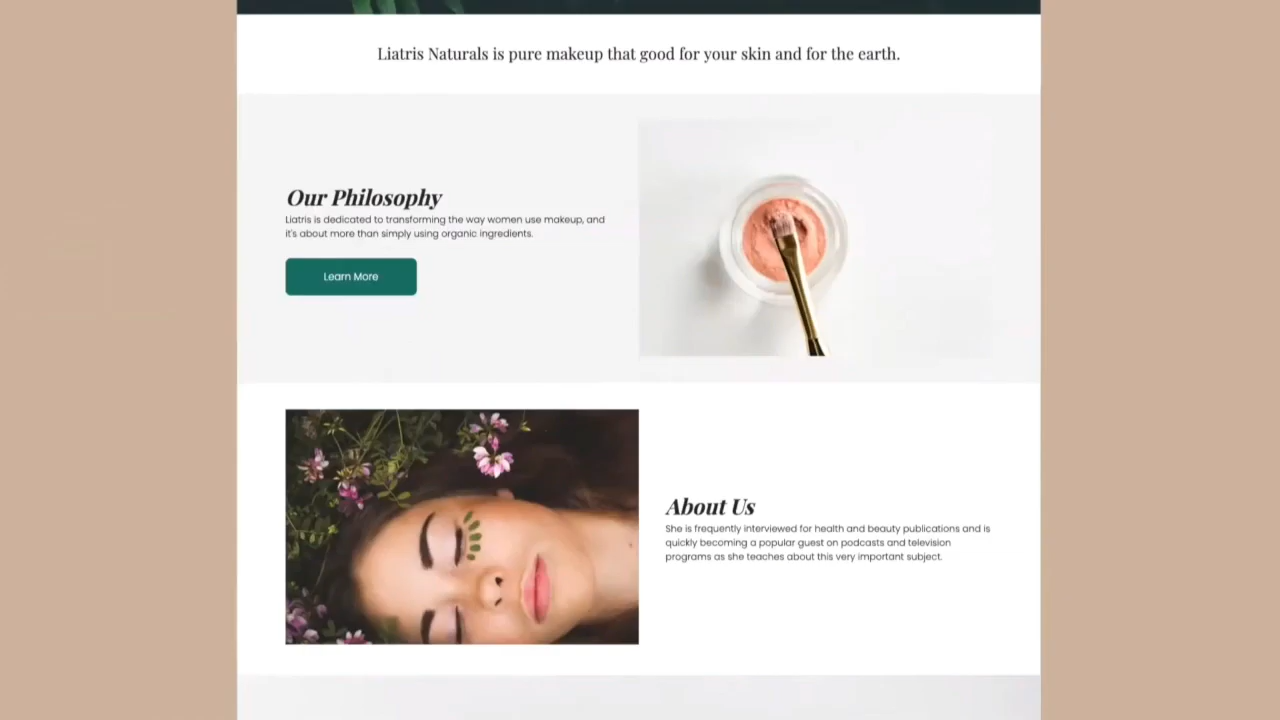 Liatris Naturals is pure makeup that good for your skin and for the earth.
Our Philosophy
Liatris is dedicated to transforming the way women use makeup, and
it's about more than simply using organic ingredients.
Learn More
About Us
She is frequently interviewed for health and beauty publications and is
quickly becoming a popular guest on podcasts and television
programs as she teaches about this very important subject.